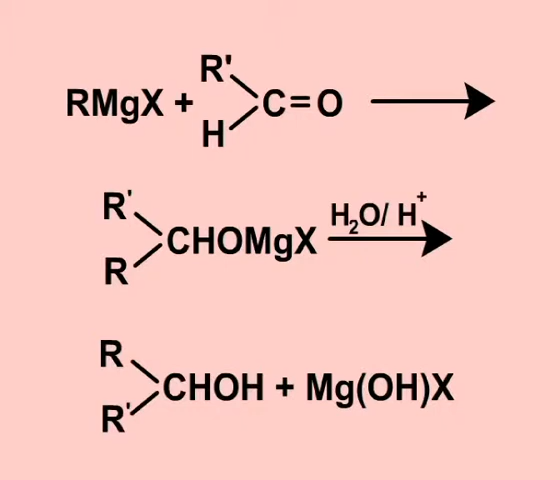 R'
RMgX + C=O
H
R' H₂O/ H⁺
CHOMgX
R
R
CHOH + Mg(OH)X
R'